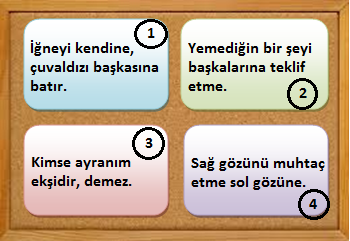 1
İğneyi kendine,
çuvaldızı başkasına
batır.
Yemediğin bir şeyi
başkalarına teklif
etme.
2
3
Kimse ayranım
ekşidir, demez.
Sağ gözünü muhtaç
etme sol gözüne.
4